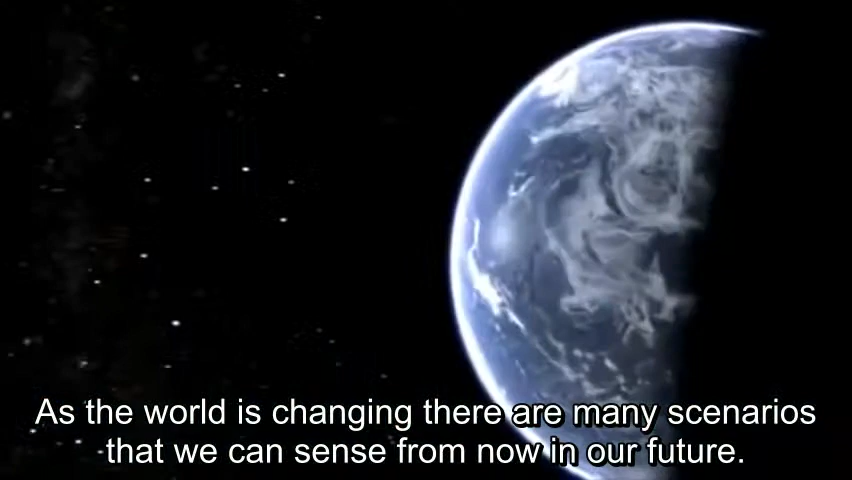 As the world is changing there are many scenarios
that we can sense from now in our future.